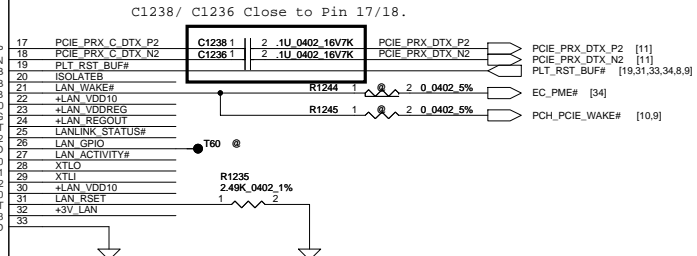 C1238/ C1236 Close to Pin 17/18.
17 PCIE_PRX_C_DTX_P2 C1238 1 2 .1U_0402_16V7K PCIE_PRX_DTX_P2 PCIE_PRX_DTX_P2 [11]
18 PCIE_PRX_C_DTX_N2 C1236 1 2 .1U_0402_16V7K PCIE_PRX_DTX_N2 PCIE_PRX_DTX_N2 [11]
19 PLT_RST_BUF# PLT_RST_BUF# [19,31,33,34,8,9]
20 ISOLATEB
21 LAN_WAKE# R1244 1 @ 2 0_0402_5% EC_PME# [34]
22 +LAN_VDD10
23 +LAN_VDDREG
24 +LAN_REGOUT R1245 1 @ 2 0_0402_5% PCH_PCIE_WAKE# [10,9]
25 LANLINK_STATUS#
26 LAN_GPIO T60 @
27 LAN_ACTIVITY#
28 XTLO
29 XTLI R1235
30 +LAN_VDD10 2.49K_0402_1%
31 LAN_RSET 1 2
32 +3V_LAN
33